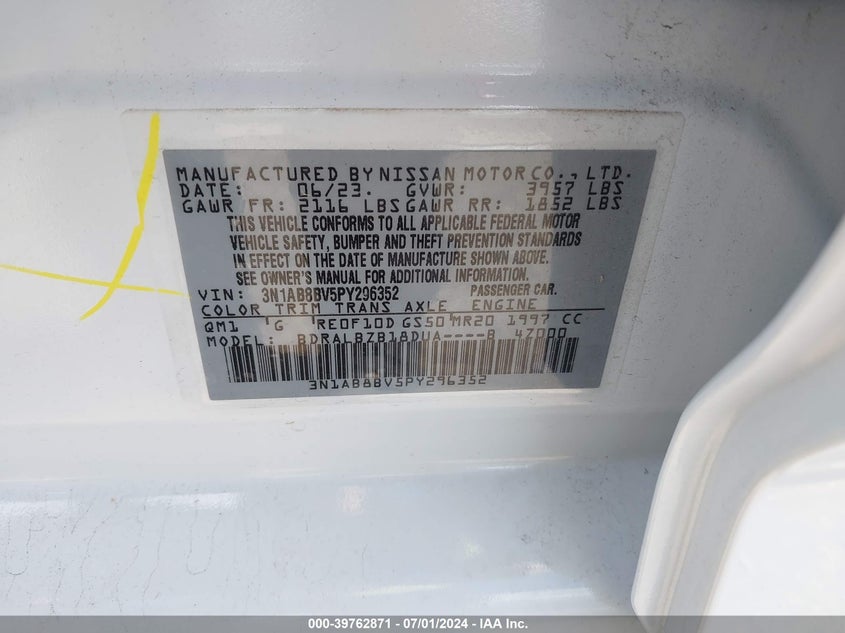 MANUFACTURED BY NISSAN MOTOR CO., LTD.
DATE: 06/23. GVWR: 3957 LBS
GAWR FR: 2116 LBS GAWR RR: 1852 LBS
THIS VEHICLE CONFORMS TO ALL APPLICABLE FEDERAL MOTOR
VEHICLE SAFETY, BUMPER AND THEFT PREVENTION STANDARDS
IN EFFECT ON THE DATE OF MANUFACTURE SHOWN ABOVE.
SEE OWNER'S MANUAL FOR ADDITIONAL INFORMATION.
VIN: 3N1AB8BV5PY296352 PASSENGER CAR.
COLOR TRIM TRANS AXLE ENGINE
QM1 'G RE0F10D GS50 MR20 1997 CC
MODEL: BDRALBZB18DUA----B 4Z000
3N1AB8BV5PY296352
000-39762871 - 07/01/2024 - IAA Inc.